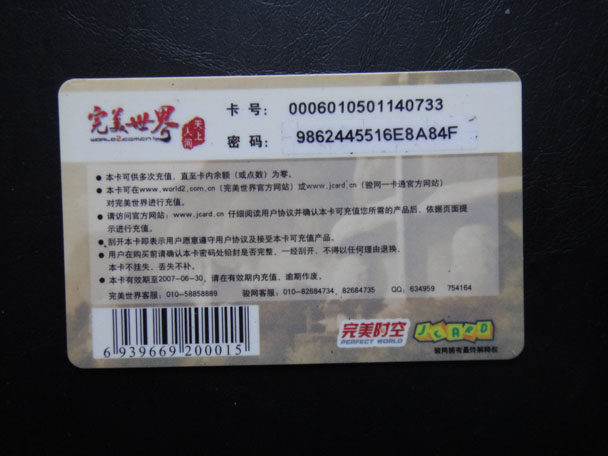 完美世界
WORLD2.COM.CN
天上
人间
卡 号： 0006010501140733
密 码： 9862445516E8A84F
● 本卡可供多次充值，直至卡内余额（或点数）为零。
● 本卡可在www.world2.com.cn（完美世界官方网站）或www.jcard.cn（骏网一卡通官方网站）
对完美世界进行充值。
● 请访问官方网站：www.jcard.cn 仔细阅读用户协议并确认本卡可充值您所需的产品后，依据页面提
示进行充值。
● 刮开本卡即表示用户愿意遵守用户协议及接受本卡可充值产品。
● 用户在购买前请确认本卡密码处铅封是否完整，一经刮开，不得以任何理由退换，
本卡不挂失、丢失不补。
● 本卡有效期至2007-06-30，请在有效期内充值，逾期作废。
完美世界客服：010-58858889 骏网客服：010-82684734、82684735 QQ：634959 754164
6 939669 200015
完美时空
PERFECT WORLD
JCARD
骏网拥有最终解释权